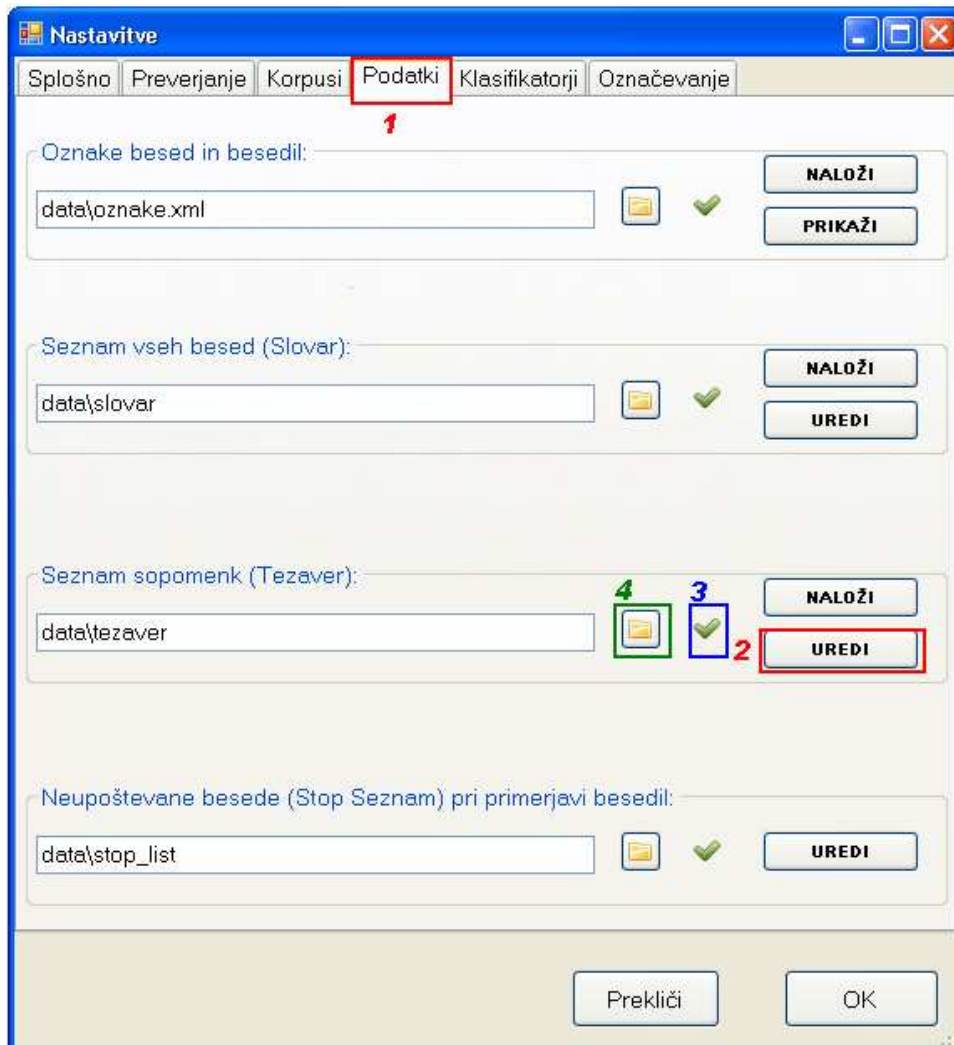 Nastavitve
Splošno Preverjanje Korpusi Podatki Klasifikatorji Označevanje
1
Oznake besed in besedil:
NALOŽI
data\oznake.xml
PRIKAŽI
Seznam vseh besed (Slovar):
NALOŽI
data\slovar
UREDI
Seznam sopomenk (Tezaver):
4 3
NALOŽI
data\tezaver
2 UREDI
Neupoštevane besede (Stop Seznam) pri primerjavi besedil:
data\stop_list
UREDI
Prekliči OK